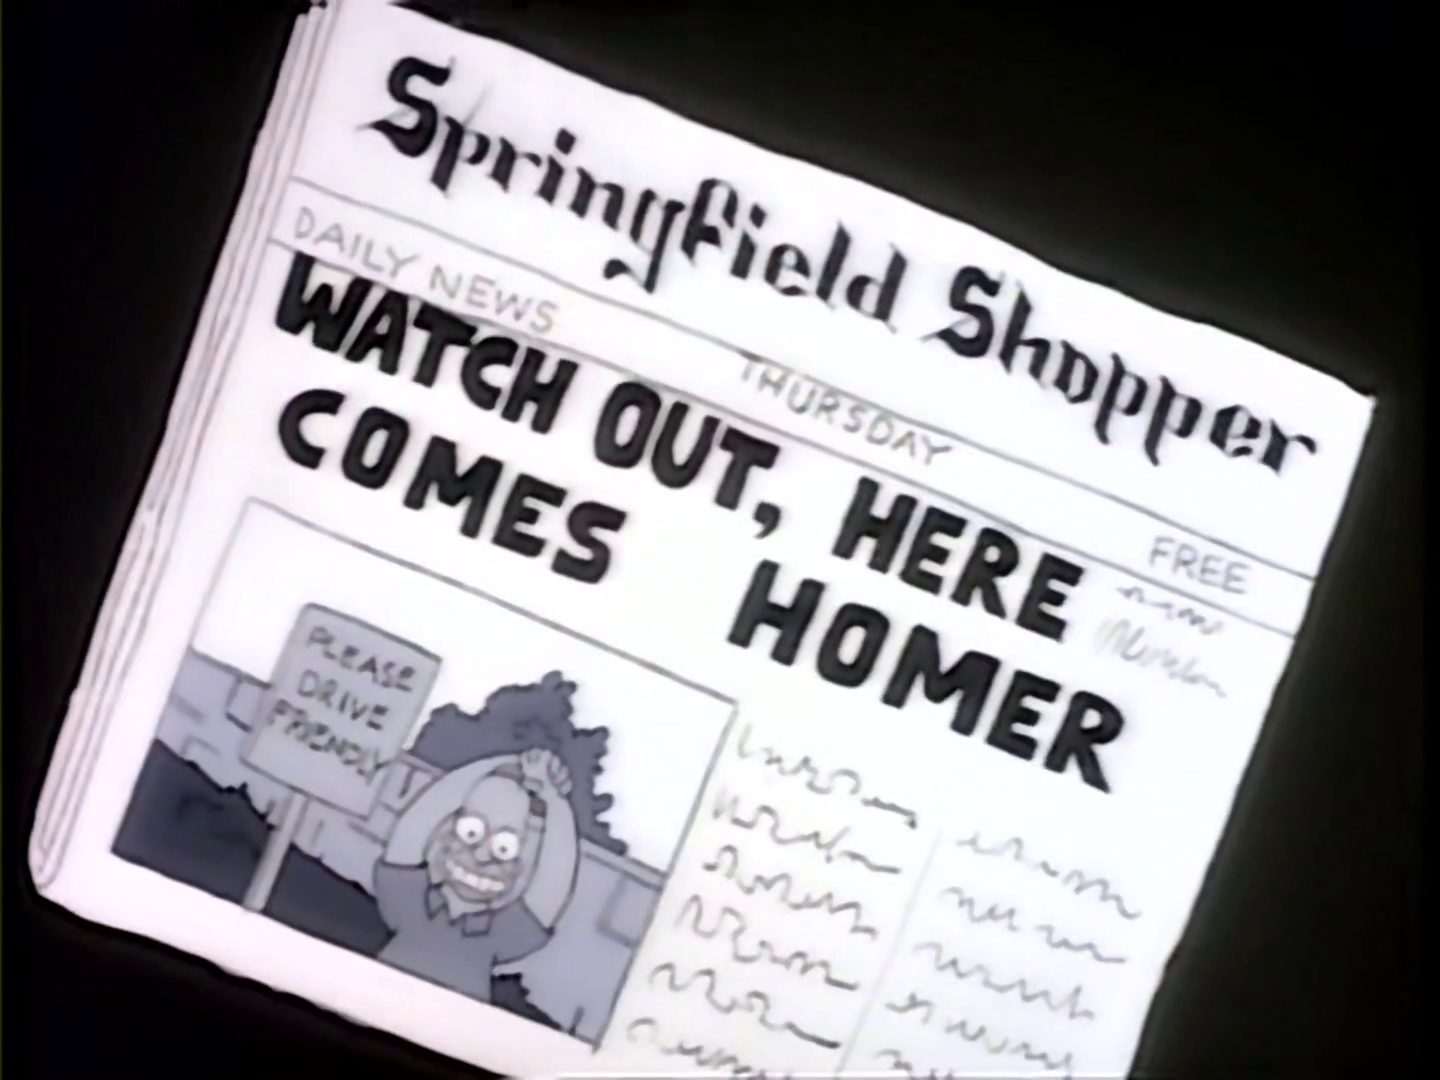 Springfield Shopper
DAILY NEWS THURSDAY FREE
WATCH OUT, HERE
COMES HOMER
PLEASE
DRIVE
FRIENDLY